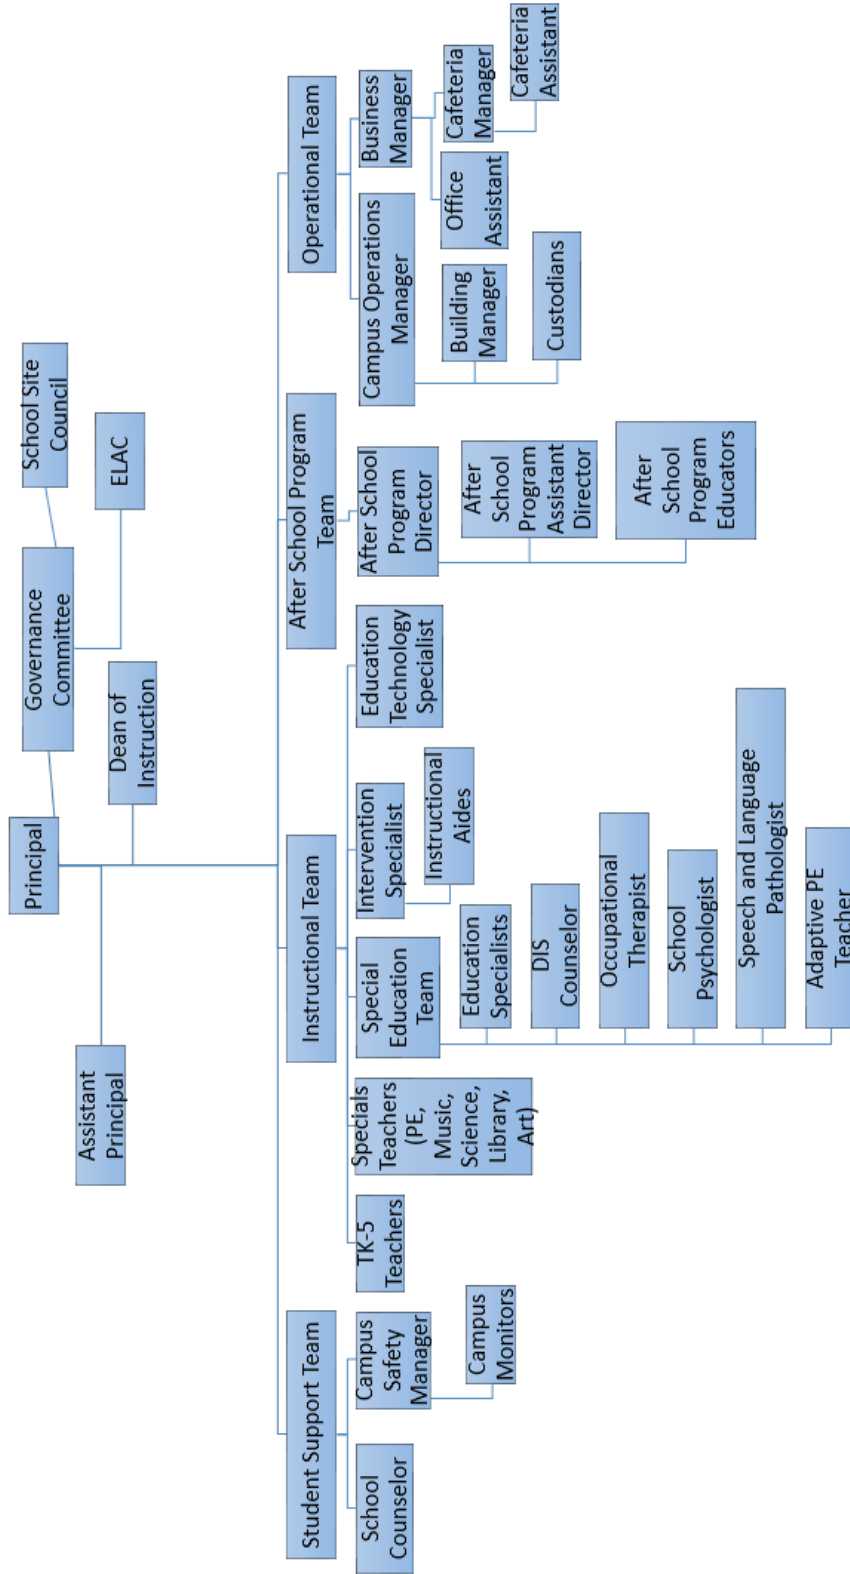 Principal
Governance
Committee
School Site
Council
ELAC
Dean of
Instruction
Assistant
Principal
Student Support Team
School
Counselor
Campus
Safety
Manager
Campus
Monitors
Instructional Team
TK-5
Teachers
Specials
Teachers
(PE,
Music,
Science,
Library,
Art)
Special
Education
Team
Education
Specialists
DIS
Counselor
Occupational
Therapist
School
Psychologist
Speech and Language
Pathologist
Adaptive PE
Teacher
Intervention
Specialist
Instructional
Aides
Education
Technology
Specialist
After School Program
Team
After School
Program
Director
After
School
Program
Assistant
Director
After
School
Program
Educators
Operational Team
Campus Operations
Manager
Building
Manager
Custodians
Business
Manager
Office
Assistant
Cafeteria
Manager
Cafeteria
Assistant